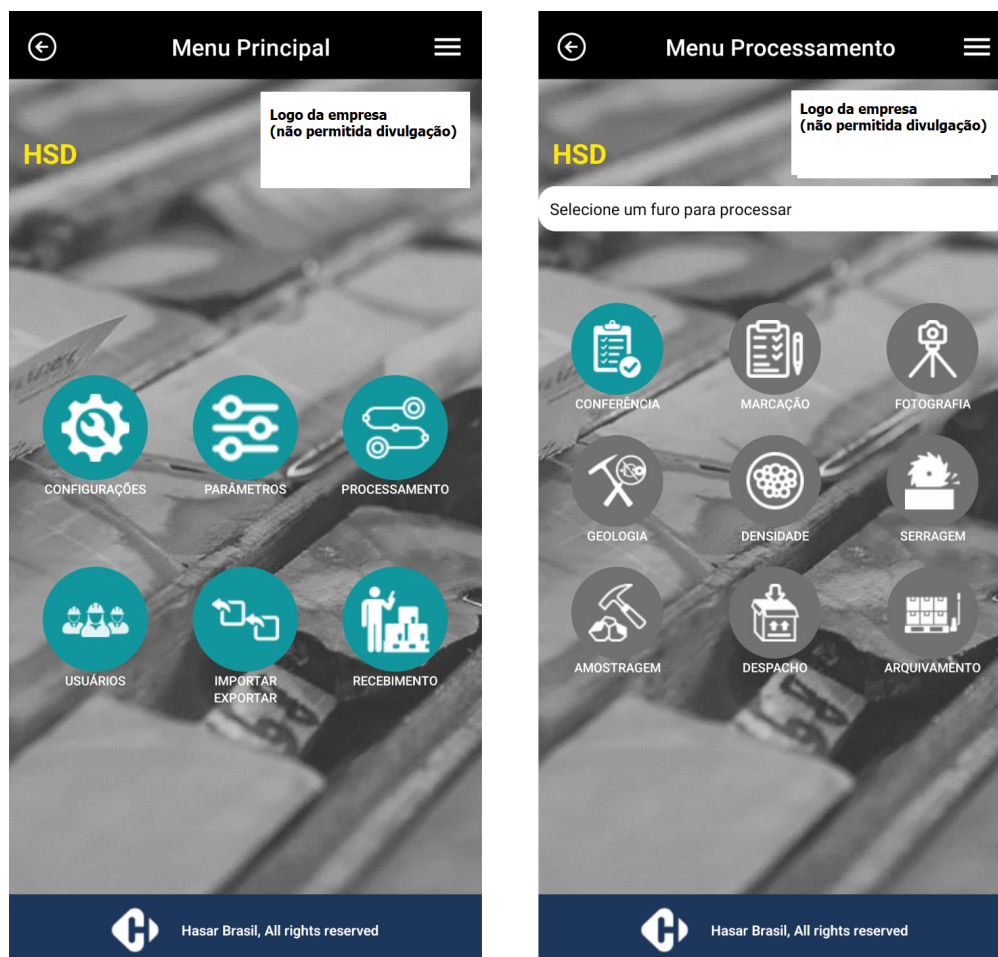 Menu Principal
Logo da empresa
(não permitida divulgação)
HSD
CONFIGURAÇÕES
PARÂMETROS
PROCESSAMENTO
USUÁRIOS
IMPORTAR
EXPORTAR
RECEBIMENTO
Hasar Brasil, All rights reserved
Menu Processamento
Logo da empresa
(não permitida divulgação)
HSD
Selecione um furo para processar
CONFERÊNCIA
MARCAÇÃO
FOTOGRAFIA
GEOLOGIA
DENSIDADE
SERRAGEM
AMOSTRAGEM
DESPACHO
ARQUIVAMENTO
Hasar Brasil, All rights reserved